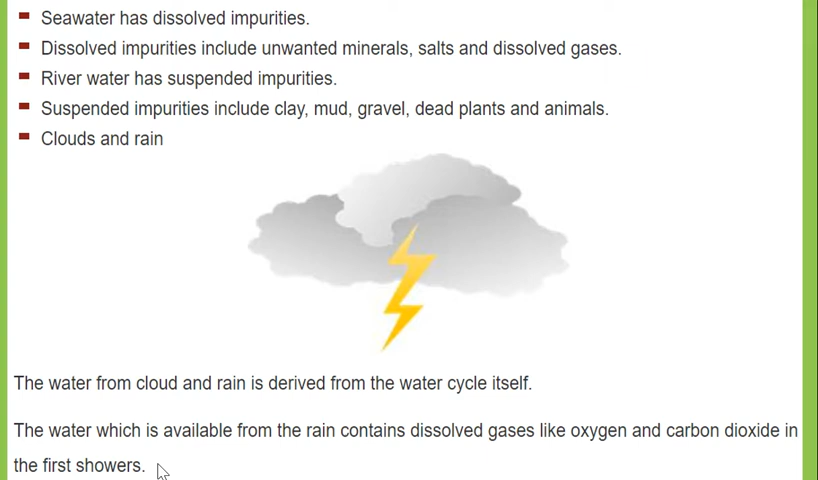 Seawater has dissolved impurities.
Dissolved impurities include unwanted minerals, salts and dissolved gases.
River water has suspended impurities.
Suspended impurities include clay, mud, gravel, dead plants and animals.
Clouds and rain
The water from cloud and rain is derived from the water cycle itself.
The water which is available from the rain contains dissolved gases like oxygen and carbon dioxide in
the first showers.